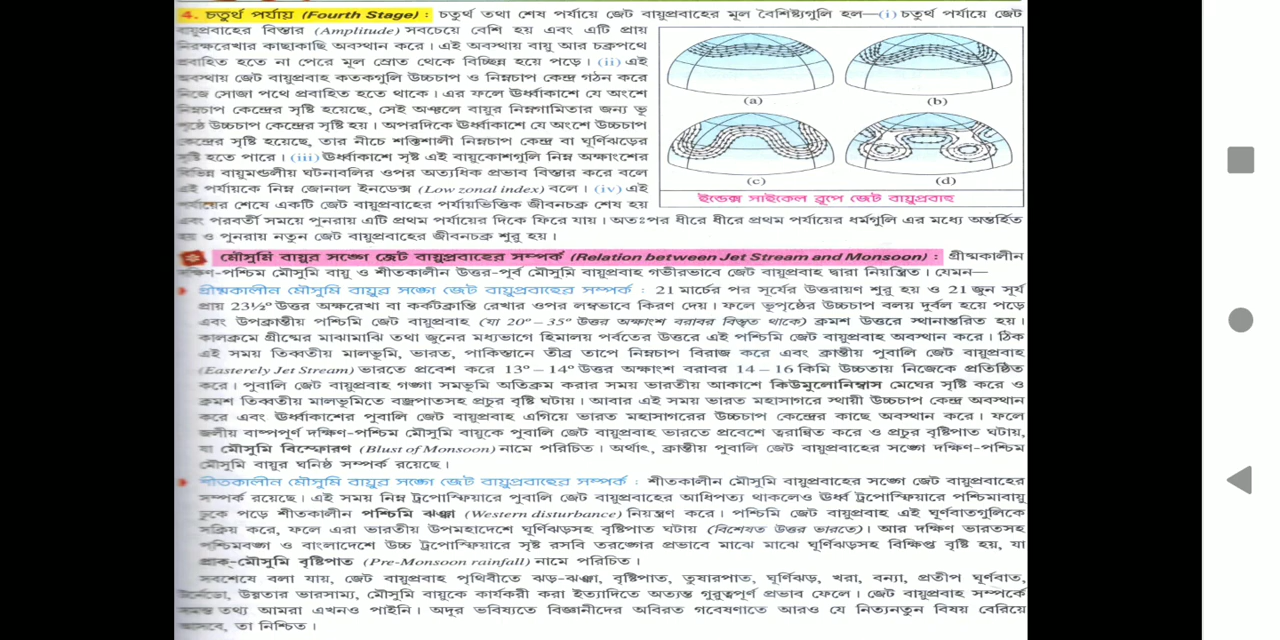 4. চতুর্থ পর্যায় (Fourth Stage) : চতুর্থ তথা শেষ পর্যায়ে জেট বায়ুপ্রবাহের মূল বৈশিষ্ট্যগুলি হল—(i) চতুর্থ পর্যায়ে জেট
বায়ুপ্রবাহের বিস্তার (Amplitude) সবচেয়ে বেশি হয় এবং এটি প্রায়
নিরক্ষরেখার কাছাকাছি অবস্থান করে। এই অবস্থায় বায়ু আর চক্রপথে
প্রবাহিত হতে না পেরে মূল স্রোত থেকে বিচ্ছিন্ন হয়ে পড়ে। (ii) এই
অবস্থায় জেট বায়ুপ্রবাহ কতকগুলি উচ্চচাপ ও নিম্নচাপ কেন্দ্র গঠন করে
নিজে সোজা পথে প্রবাহিত হতে থাকে। এর ফলে ঊর্ধ্বাকাশে যে অংশে
নিম্নচাপ কেন্দ্রের সৃষ্টি হয়েছে, সেই অঞ্চলে বায়ুর নিম্নগামিতার জন্য ভূ
পৃষ্ঠে উচ্চচাপ কেন্দ্রের সৃষ্টি হয়। অপরদিকে ঊর্ধ্বাকাশে যে অংশে উচ্চচাপ
কেন্দ্রের সৃষ্টি হয়েছে, তার নীচে শক্তিশালী নিম্নচাপ কেন্দ্র বা ঘূর্ণিঝড়ের
সৃষ্টি হতে পারে। (iii) ঊর্ধ্বাকাশে সৃষ্ট এই বায়ুকোশগুলি নিম্ন অক্ষাংশের
বিভিন্ন বায়ুমণ্ডলীয় ঘটনাবলির ওপর অত্যধিক প্রভাব বিস্তার করে বলে
এই পর্যায়কে নিম্ন জোনাল ইনডেক্স (Low zonal index) বলে। (iv) এই
পর্যায়ের শেষে একটি জেট বায়ুপ্রবাহের পর্যায়ভিত্তিক জীবনচক্র শেষ হয়
(a)
(b)
(c)
(d)
ইন্ডেক্স সাইকেল রূপে জেট বায়ুপ্রবাহ
এবং পরবর্তী সময়ে পুনরায় এটি প্রথম পর্যায়ের দিকে ফিরে যায়। অতঃপর ধীরে ধীরে প্রথম পর্যায়ের ধর্মগুলি এর মধ্যে অন্তর্হিত
হয় ও পুনরায় নতুন জেট বায়ুপ্রবাহের জীবনচক্র শুরু হয়।
মৌসুমি বায়ুর সঙ্গে জেট বায়ুপ্রবাহের সম্পর্ক (Relation between Jet Stream and Monsoon) : গ্রীষ্মকালীন
দক্ষিণ-পশ্চিম মৌসুমি বায়ু ও শীতকালীন উত্তর-পূর্ব মৌসুমি বায়ুপ্রবাহ গভীরভাবে জেট বায়ুপ্রবাহ দ্বারা নিয়ন্ত্রিত। যেমন—
গ্রীষ্মকালীন মৌসুমি বায়ুর সঙ্গে জেট বায়ুপ্রবাহের সম্পর্ক : 21 মার্চের পর সূর্যের উত্তরায়ণ শুরু হয় ও 21 জুন সূর্য
প্রায় 23½° উত্তর অক্ষরেখা বা কর্কটক্রান্তি রেখার ওপর লম্বভাবে কিরণ দেয়। ফলে ভূপৃষ্ঠের উচ্চচাপ বলয় দুর্বল হয়ে পড়ে
এবং উপক্রান্তীয় পশ্চিমি জেট বায়ুপ্রবাহ (যা 20° – 35° উত্তর অক্ষাংশ বরাবর বিস্তৃত থাকে) ক্রমশ উত্তরে স্থানান্তরিত হয়।
কালক্রমে গ্রীষ্মের মাঝামাঝি তথা জুনের মধ্যভাগে হিমালয় পর্বতের উত্তরে এই পশ্চিমি জেট বায়ুপ্রবাহ অবস্থান করে। ঠিক
এই সময় তিব্বতীয় মালভূমি, ভারত, পাকিস্তানে তীব্র তাপে নিম্নচাপ বিরাজ করে এবং ক্রান্তীয় পুবালি জেট বায়ুপ্রবাহ
(Easterely Jet Stream) ভারতে প্রবেশ করে 13° – 14° উত্তর অক্ষাংশ বরাবর 14 – 16 কিমি উচ্চতায় নিজেকে প্রতিষ্ঠিত
করে। পুবালি জেট বায়ুপ্রবাহ গঙ্গা সমভূমি অতিক্রম করার সময় ভারতীয় আকাশে কিউমুলোনিম্বাস মেঘের সৃষ্টি করে ও
ক্রমশ তিব্বতীয় মালভূমিতে বজ্রপাতসহ প্রচুর বৃষ্টি ঘটায়। আবার এই সময় ভারত মহাসাগরে স্থায়ী উচ্চচাপ কেন্দ্র অবস্থান
করে এবং ঊর্ধ্বাকাশের পুবালি জেট বায়ুপ্রবাহ এগিয়ে ভারত মহাসাগরের উচ্চচাপ কেন্দ্রের কাছে অবস্থান করে। ফলে
জলীয় বাষ্পপূর্ণ দক্ষিণ-পশ্চিম মৌসুমি বায়ুকে পুবালি জেট বায়ুপ্রবাহ ভারতে প্রবেশে ত্বরান্বিত করে ও প্রচুর বৃষ্টিপাত ঘটায়,
যা মৌসুমি বিস্ফোরণ (Blust of Monsoon) নামে পরিচিত। অর্থাৎ, ক্রান্তীয় পুবালি জেট বায়ুপ্রবাহের সঙ্গে দক্ষিণ-পশ্চিম
মৌসুমি বায়ুর ঘনিষ্ঠ সম্পর্ক রয়েছে।
শীতকালীন মৌসুমি বায়ুর সঙ্গে জেট বায়ুপ্রবাহের সম্পর্ক : শীতকালীন মৌসুমি বায়ুপ্রবাহের সঙ্গে জেট বায়ুপ্রবাহের
সম্পর্ক রয়েছে। এই সময় নিম্ন ট্রপোস্ফিয়ারে পুবালি জেট বায়ুপ্রবাহের আধিপত্য থাকলেও ঊর্ধ্ব ট্রপোস্ফিয়ারে পশ্চিমাবায়ু
ঢুকে পড়ে শীতকালীন পশ্চিমি ঝঞ্ঝা (Western disturbance) নিয়ন্ত্রণ করে। পশ্চিমি জেট বায়ুপ্রবাহ এই ঘূর্ণবাতগুলিকে
সক্রিয় করে, ফলে এরা ভারতীয় উপমহাদেশে ঘূর্ণিঝড়সহ বৃষ্টিপাত ঘটায় (বিশেষত উত্তর ভারতে)। আর দক্ষিণ ভারতসহ
পশ্চিমবঙ্গ ও বাংলাদেশে উচ্চ ট্রপোস্ফিয়ারে সৃষ্ট রসবি তরঙ্গের প্রভাবে মাঝে মাঝে ঘূর্ণিঝড়সহ বিক্ষিপ্ত বৃষ্টি হয়, যা
প্রাক-মৌসুমি বৃষ্টিপাত (Pre-Monsoon rainfall) নামে পরিচিত।
সবশেষে বলা যায়, জেট বায়ুপ্রবাহ পৃথিবীতে ঝড়-ঝঞ্ঝা, বৃষ্টিপাত, তুষারপাত, ঘূর্ণিঝড়, খরা, বন্যা, প্রতীপ ঘূর্ণবাত,
টর্নেডো, উষ্ণতার ভারসাম্য, মৌসুমি বায়ুকে কার্যকরী করা ইত্যাদিতে অত্যন্ত গুরুত্বপূর্ণ প্রভাব ফেলে। জেট বায়ুপ্রবাহ সম্পর্কে
সমস্ত তথ্য আমরা এখনও পাইনি। অদূর ভবিষ্যতে বিজ্ঞানীদের অবিরত গবেষণাতে আরও যে নিত্যনতুন বিষয় বেরিয়ে
আসবে, তা নিশ্চিত।